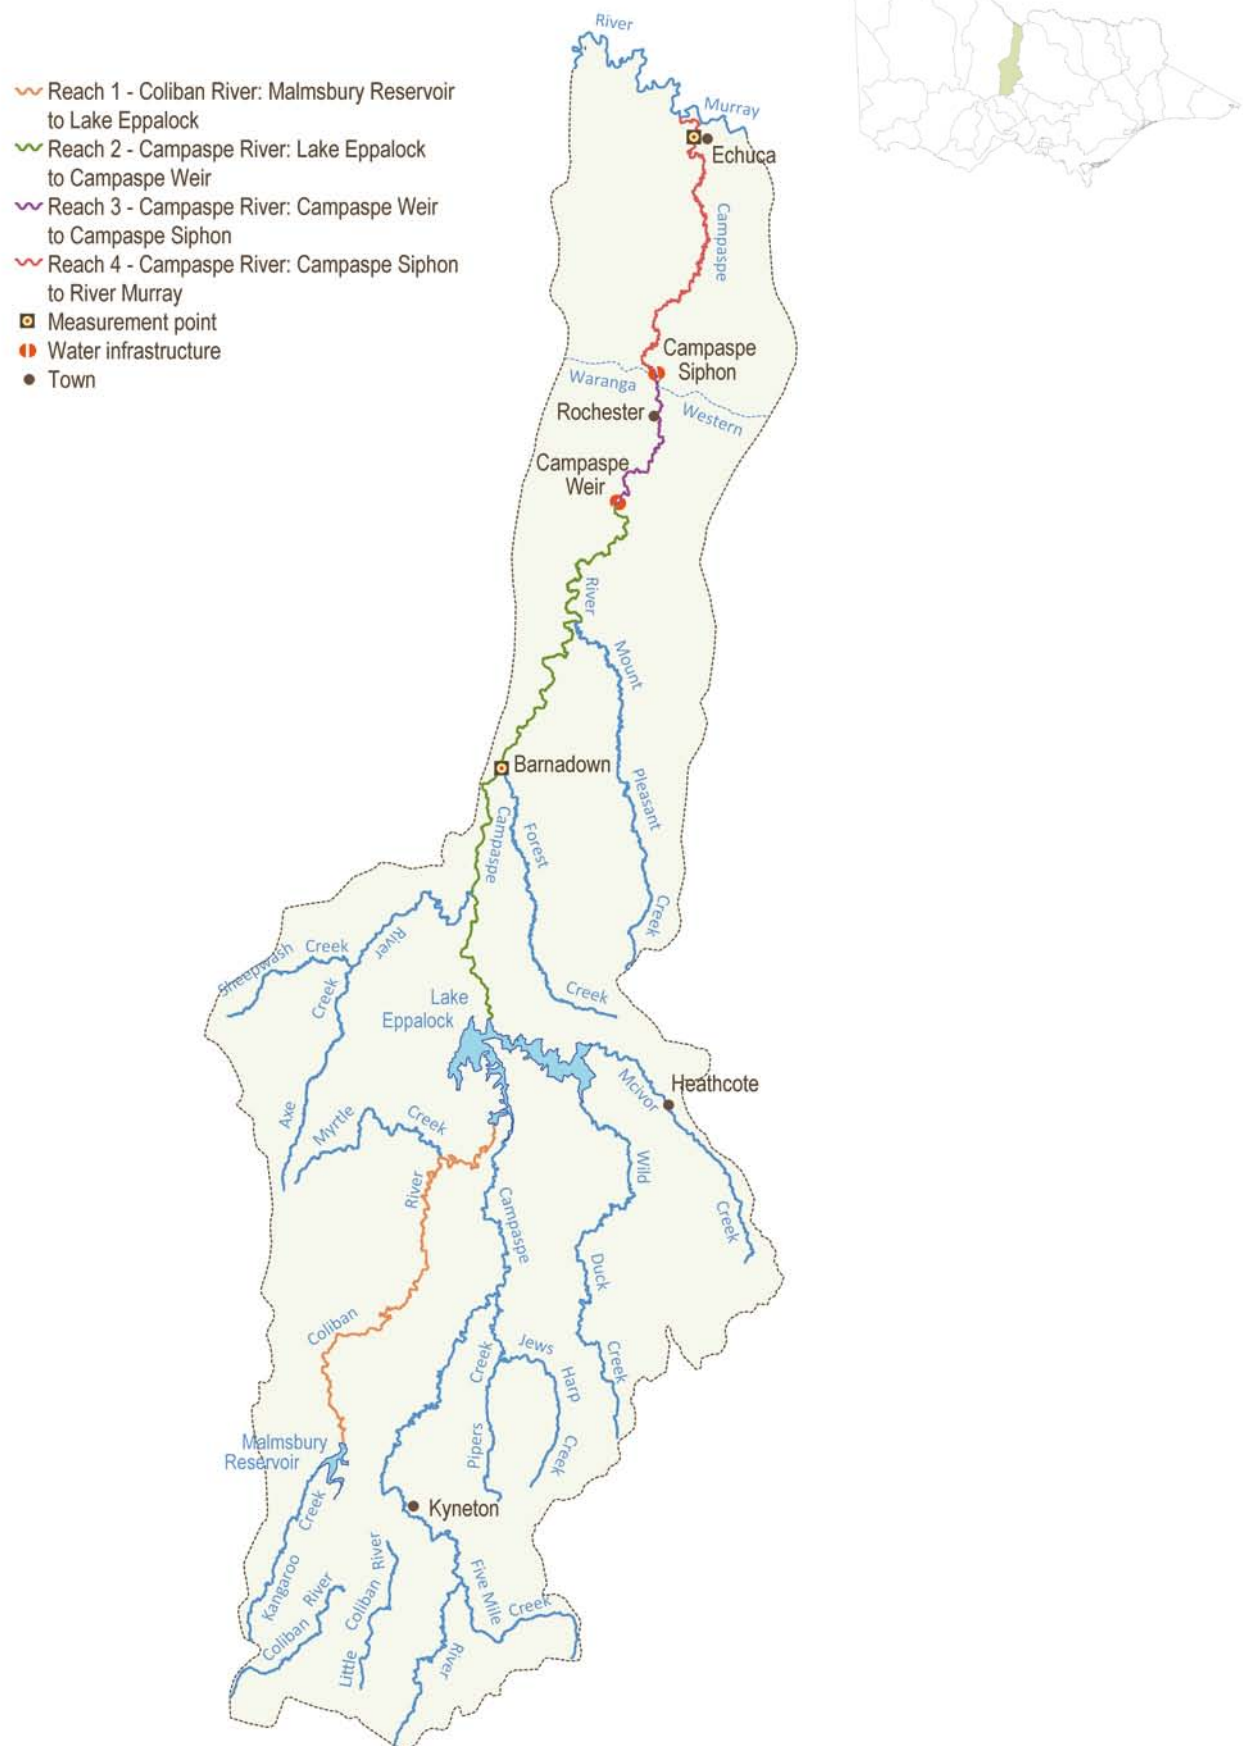 Reach 1 - Coliban River: Malmsbury Reservoir
to Lake Eppalock
Reach 2 - Campaspe River: Lake Eppalock
to Campaspe Weir
Reach 3 - Campaspe River: Campaspe Weir
to Campaspe Siphon
Reach 4 - Campaspe River: Campaspe Siphon
to River Murray
Measurement point
Water infrastructure
Town
River
Murray
Echuca
Campaspe
Campaspe
Siphon
Waranga
Western
Rochester
Campaspe
Weir
River
Mount
Pleasant
Creek
Barnadown
Campaspe
Forest
Creek
River
Sheepwash Creek
Creek
Axe
Lake
Eppalock
Heathcote
Mcivor
Creek
Myrtle
Creek
River
Coliban
Campaspe
Wild
Duck
Creek
Jews
Harp
Creek
Creek
Pipers
Malmsbury
Reservoir
Creek
Kangaroo
Kyneton
River
Coliban
River
Coliban
Little
Five Mile
Creek
River